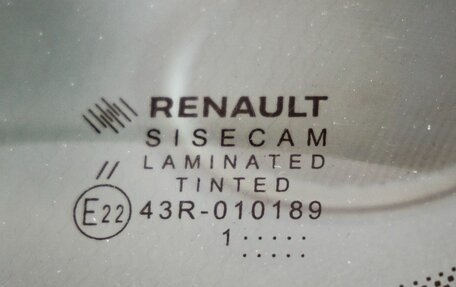 RENAULT
SISECAM
//
LAMINATED
TINTED
E22 43R-010189
1 .....
.....